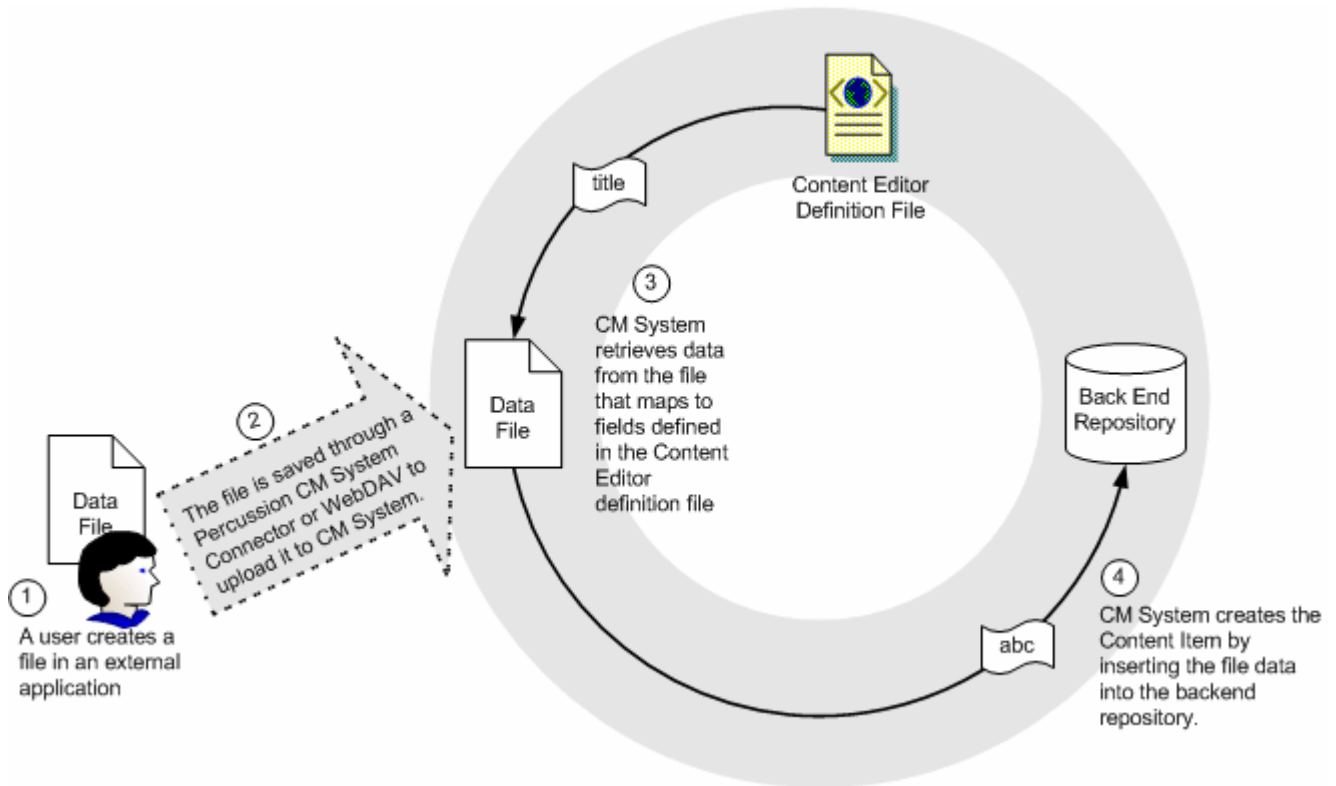 title
Content Editor
Definition File
3
CM System
retrieves data
from the file
that maps to
fields defined
in the Content
Editor
definition file
Data
File
Back End
Repository
2
The file is saved through a
Percussion CM System
Connector or WebDAV to
upload it to CM System.
Data
File
1
A user creates a
file in an external
application
abc
4
CM System creates the
Content Item by
inserting the file data
into the backend
repository.